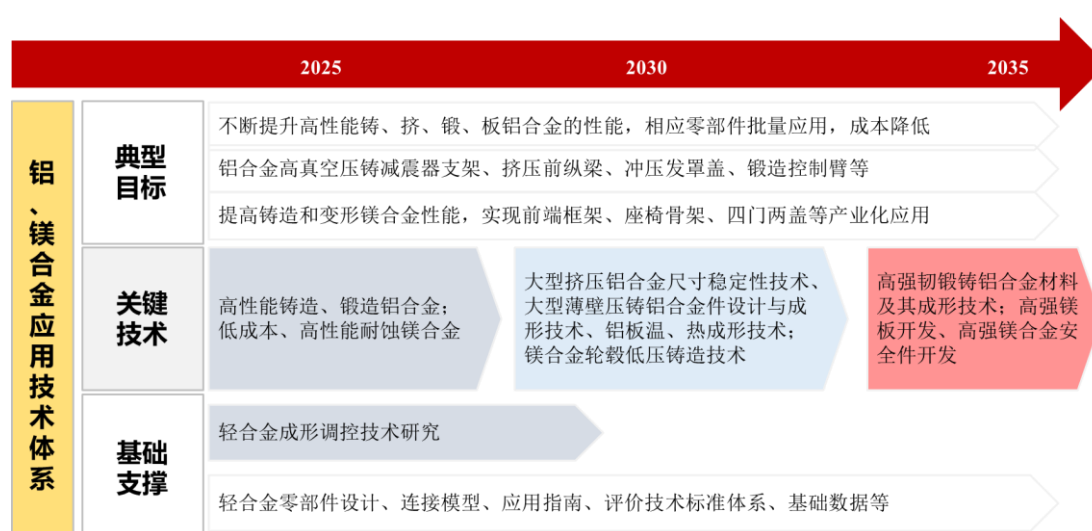 2025 2030 2035
铝、镁合金应用技术体系
典型
目标
不断提升高性能铸、挤、锻、板铝合金的性能，相应零部件批量应用，成本降低
铝合金高真空压铸减震器支架、挤压前纵梁、冲压发罩盖、锻造控制臂等
提高铸造和变形镁合金性能，实现前端框架、座椅骨架、四门两盖等产业化应用
关键
技术
高性能铸造、锻造铝合金；
低成本、高性能耐蚀镁合金
大型挤压铝合金尺寸稳定性技术、
大型薄壁压铸铝合金件设计与成
形技术、铝板温、热成形技术；
镁合金轮毂低压铸造技术
高强韧锻铸铝合金材料
及其成形技术；高强镁
板开发、高强镁合金安
全件开发
基础
支撑
轻合金成形调控技术研究
轻合金零部件设计、连接模型、应用指南、评价技术标准体系、基础数据等